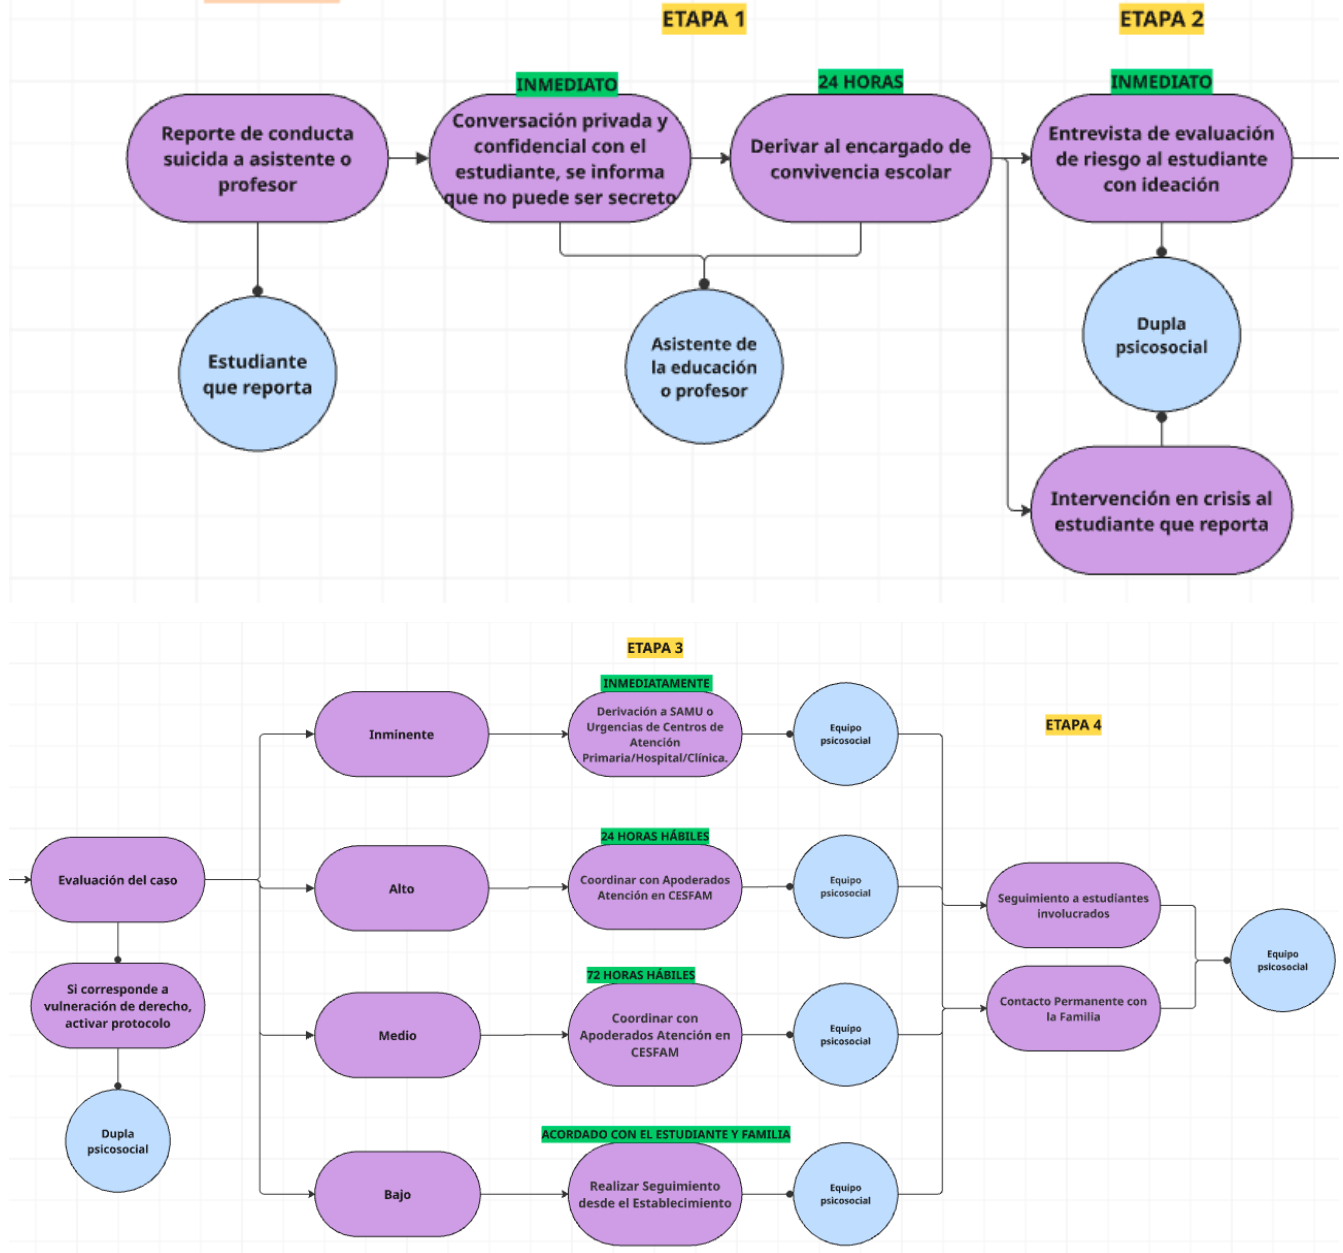 ETAPA 1
ETAPA 2
INMEDIATO
24 HORAS
INMEDIATO
Reporte de conducta
suicida a asistente o
profesor
Conversación privada y
confidencial con el
estudiante, se informa
que no puede ser secreto
Derivar al encargado de
convivencia escolar
Entrevista de evaluación
de riesgo al estudiante
con ideación
Estudiante
que reporta
Asistente de
la educación
o profesor
Dupla
psicosocial
Intervención en crisis al
estudiante que reporta
ETAPA 3
INMEDIATAMENTE
Inminente
Derivación a SAMU o
Urgencias de Centros de
Atención
Primaria/Hospital/Clínica.
Equipo
psicosocial
ETAPA 4
24 HORAS HÁBILES
Evaluación del caso
Alto
Coordinar con Apoderados
Atención en CESFAM
Equipo
psicosocial
Seguimiento a estudiantes
involucrados
Equipo
psicosocial
72 HORAS HÁBILES
Si corresponde a
vulneración de derecho,
activar protocolo
Medio
Coordinar con
Apoderados Atención en
CESFAM
Equipo
psicosocial
Contacto Permanente con
la Familia
Dupla
psicosocial
ACORDADO CON EL ESTUDIANTE Y FAMILIA
Bajo
Realizar Seguimiento
desde el Establecimiento
Equipo
psicosocial